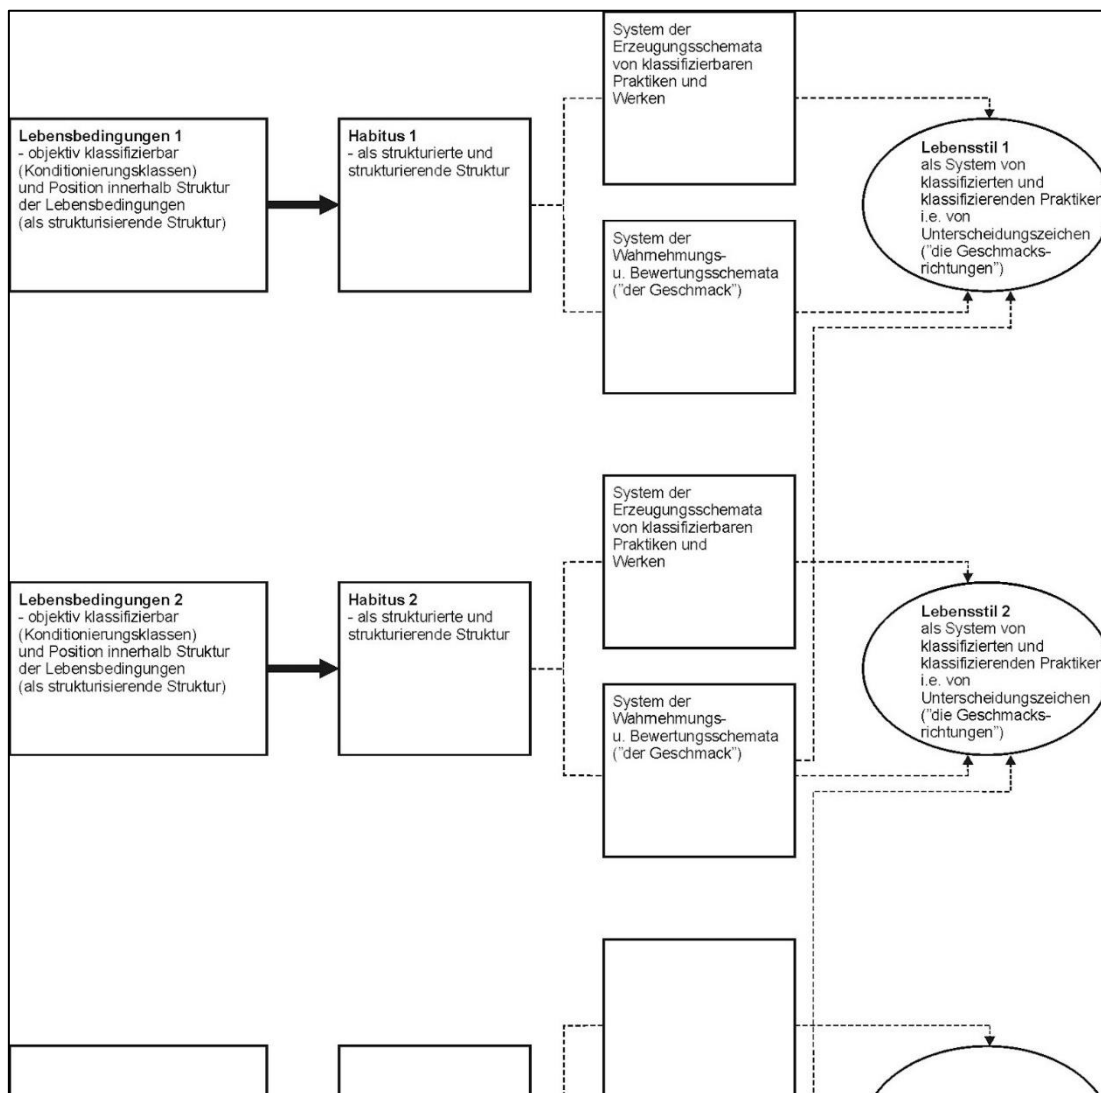 System der
Erzeugungsschemata
von klassifizierbaren
Praktiken und
Werken
Lebensbedingungen 1
- objektiv klassifizierbar
(Konditionierungsklassen)
und Position innerhalb Struktur
der Lebensbedingungen
(als strukturisierende Struktur)
Habitus 1
- als strukturierte und
strukturierende Struktur
Lebensstil 1
als System von
klassifizierten und
klassifizierenden Praktiken
i.e. von
Unterscheidungszeichen
("die Geschmacks-
richtungen")
System der
Wahrnehmungs-
u. Bewertungsschemata
("der Geschmack")
System der
Erzeugungsschemata
von klassifizierbaren
Praktiken und
Werken
Lebensbedingungen 2
- objektiv klassifizierbar
(Konditionierungsklassen)
und Position innerhalb Struktur
der Lebensbedingungen
(als strukturisierende Struktur)
Habitus 2
- als strukturierte und
strukturierende Struktur
Lebensstil 2
als System von
klassifizierten und
klassifizierenden Praktiken
i.e. von
Unterscheidungszeichen
("die Geschmacks-
richtungen")
System der
Wahrnehmungs-
u. Bewertungsschemata
("der Geschmack")